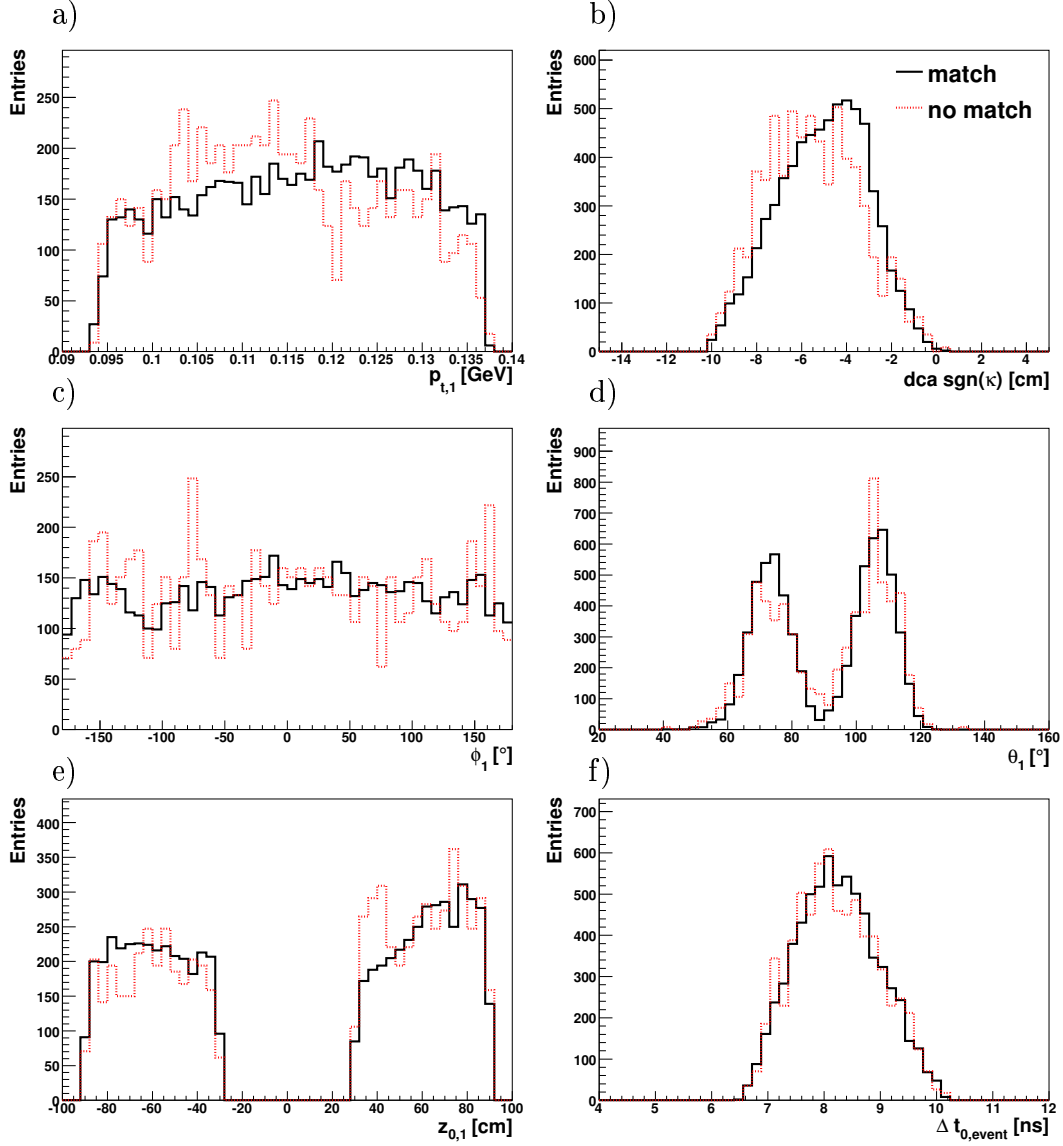 a)
b)
Entries
300
250
200
150
100
50
0
0.09 0.095 0.1 0.105 0.11 0.115 0.12 0.125 0.13 0.135 0.14
p_{t,1} [GeV]
Entries
600
500
400
300
200
100
0
match
no match
-14 -12 -10 -8 -6 -4 -2 0 2 4
dca sgn(κ) [cm]
c)
d)
Entries
250
200
150
100
50
0
-150 -100 -50 0 50 100 150
ϕ_1 [°]
Entries
900
800
700
600
500
400
300
200
100
0
20 40 60 80 100 120 140 160
θ_1 [°]
e)
f)
Entries
400
350
300
250
200
150
100
50
0
-100 -80 -60 -40 -20 0 20 40 60 80 100
z_{0,1} [cm]
Entries
700
600
500
400
300
200
100
0
4 5 6 7 8 9 10 11 12
Δ t_{0,event} [ns]